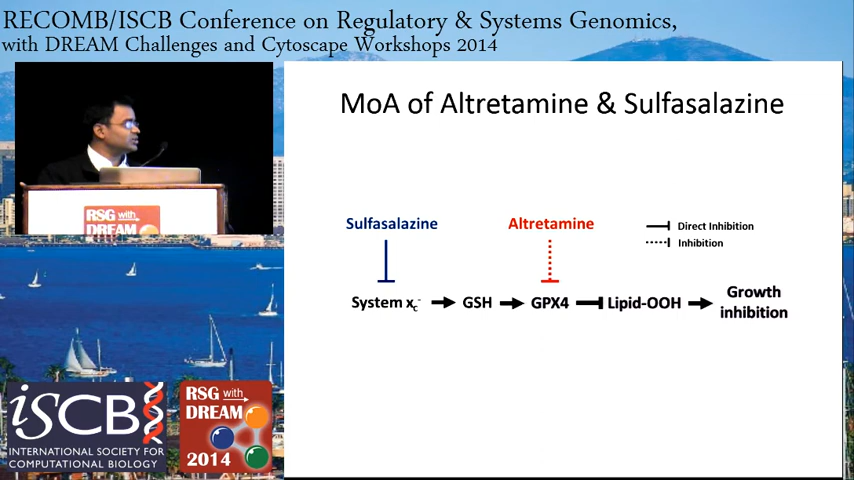 RECOMB/ISCB Conference on Regulatory & Systems Genomics,
with DREAM Challenges and Cytoscape Workshops 2014
MoA of Altretamine & Sulfasalazine
RSG with
DREAM
Sulfasalazine
Altretamine
Direct Inhibition
Inhibition
System xc-
GSH
GPX4
Lipid-OOH
Growth
inhibition
iSCB
INTERNATIONAL SOCIETY FOR
COMPUTATIONAL BIOLOGY
RSG with
DREAM
2014